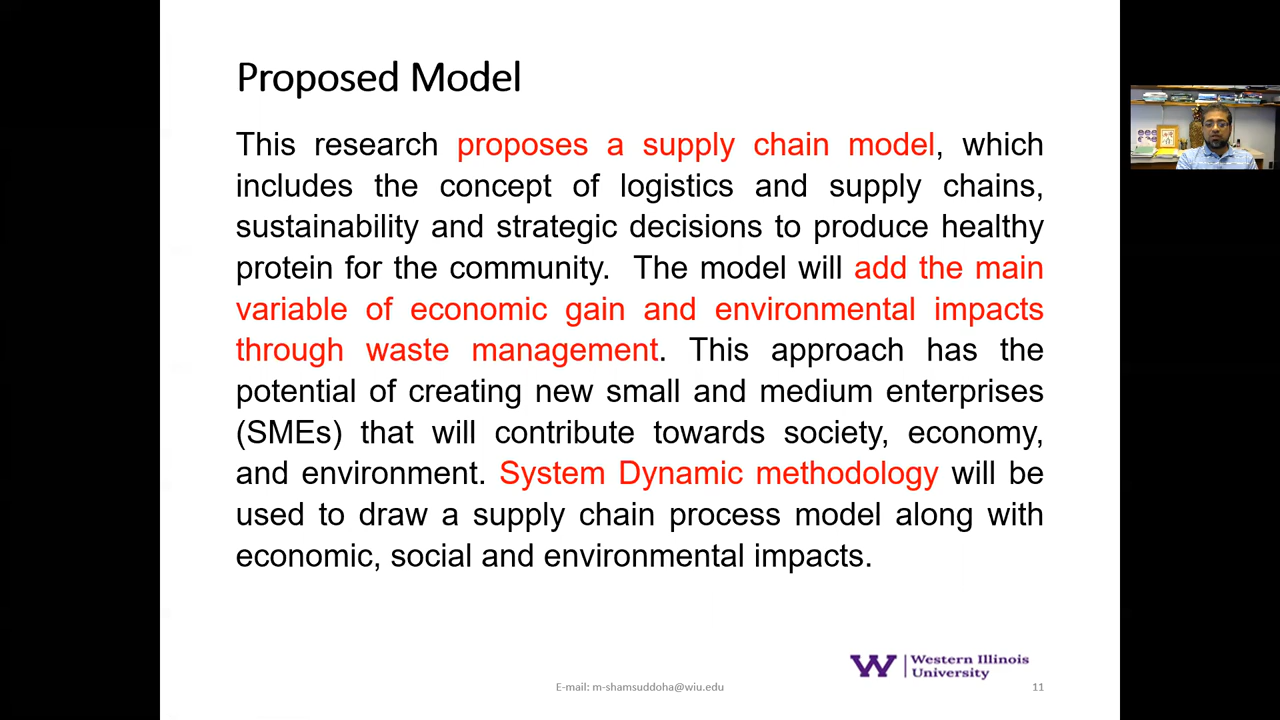 Proposed Model
This research proposes a supply chain model, which
includes the concept of logistics and supply chains,
sustainability and strategic decisions to produce healthy
protein for the community.  The model will add the main
variable of economic gain and environmental impacts
through waste management. This approach has the
potential of creating new small and medium enterprises
(SMEs) that will contribute towards society, economy,
and environment. System Dynamic methodology will be
used to draw a supply chain process model along with
economic, social and environmental impacts.
W Western Illinois
University
E-mail: m-shamsuddoha@wiu.edu
11